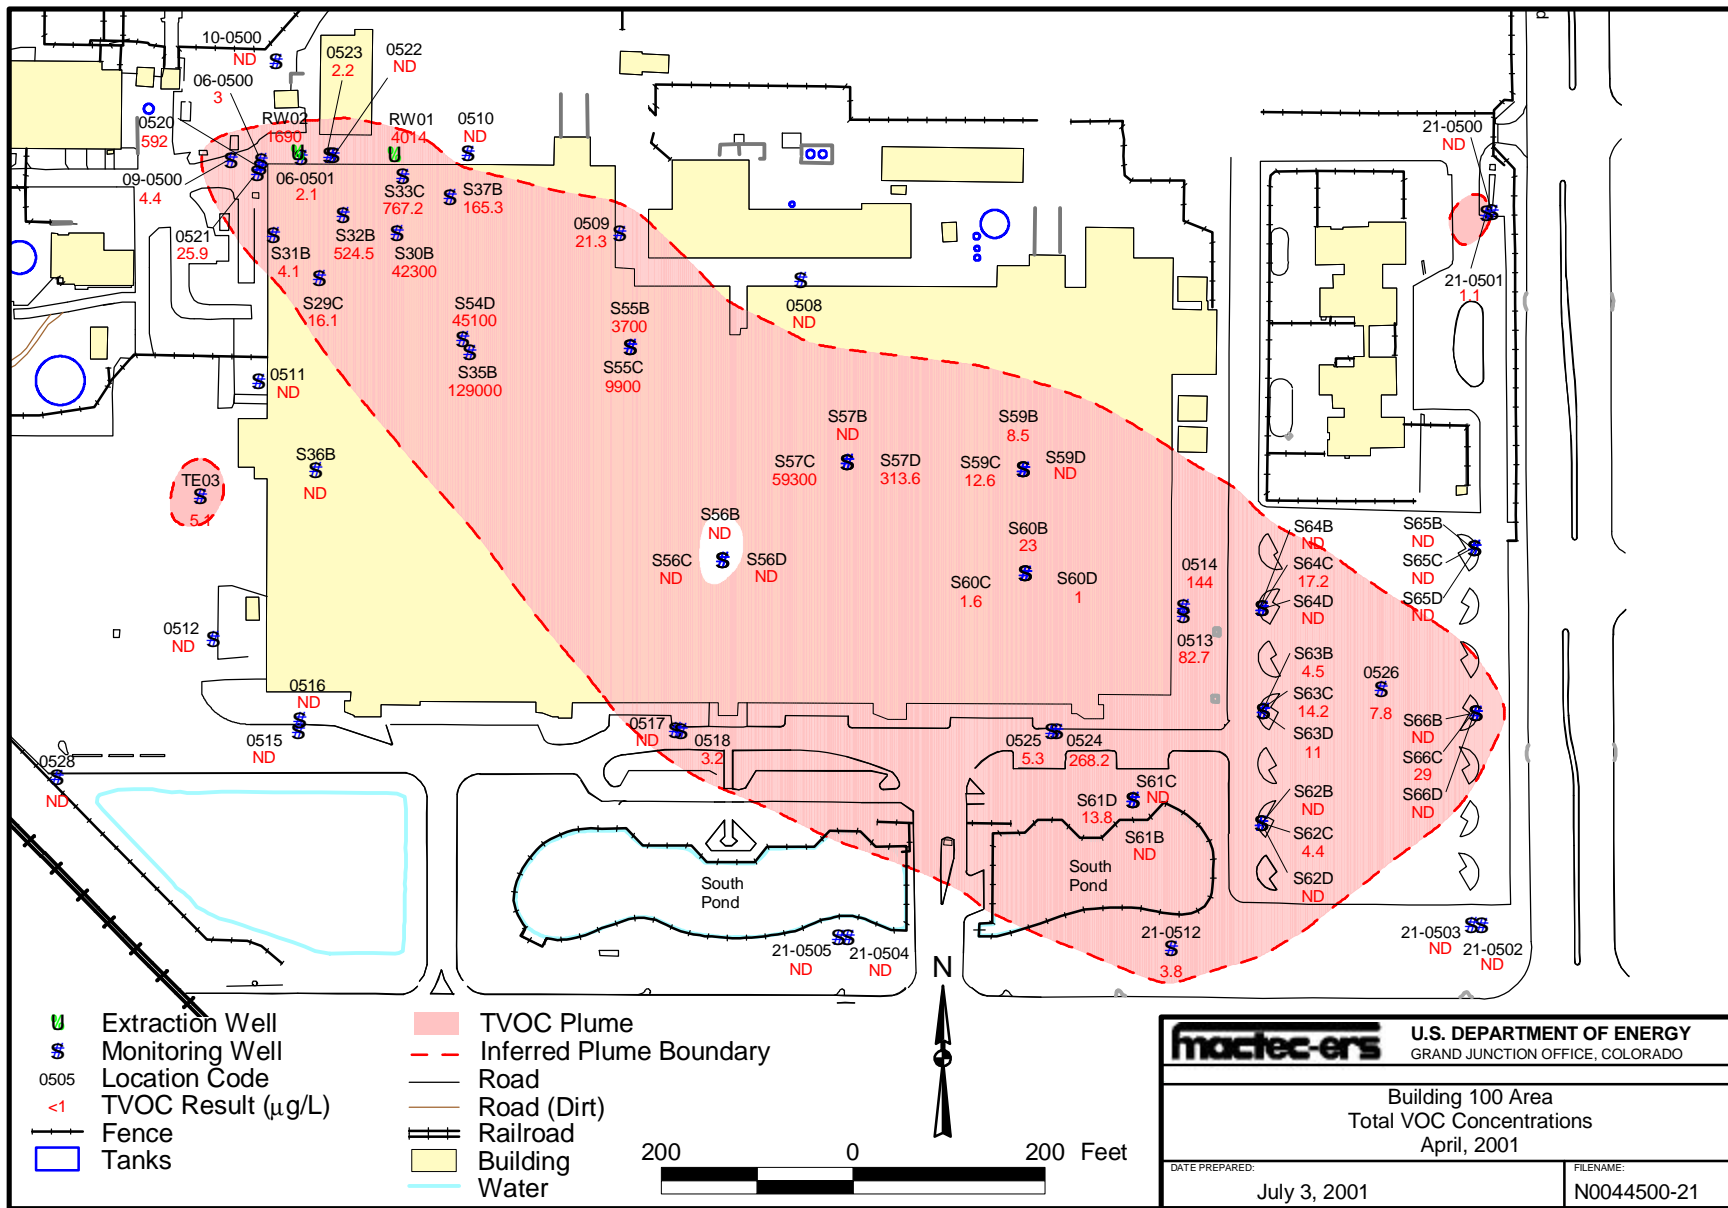 10-0500
ND
0523
2.2
0522
ND
06-0500
3
RW02
1690
RW01
4014
0510
ND
0520
592
21-0500
ND
09-0500
4.4
06-0501
2.1
S33C
767.2
S37B
165.3
0521
25.9
S31B
4.1
S32B
524.5
S30B
42300
0509
21.3
21-0501
1.1
S29C
16.1
S54D
45100
S55B
3700
0508
ND
0511
ND
S35B
129000
S55C
9900
S57B
ND
S59B
8.5
S36B
ND
S57C
59300
S57D
313.6
S59C
12.6
S59D
ND
TE03
5.1
S56B
ND
S56C
ND
S56D
ND
S60B
23
S60C
1.6
S60D
1
S64B
ND
S64C
17.2
S64D
ND
S65B
ND
S65C
ND
S65D
ND
0514
144
0513
82.7
0512
ND
S63B
4.5
S63C
14.2
S63D
11
0526
7.8
S66B
ND
S66C
29
S66D
ND
0516
ND
0515
ND
0517
ND
0518
3.2
0525
5.3
0524
268.2
0528
ND
S61C
ND
S61D
13.8
S61B
ND
S62B
ND
S62C
4.4
S62D
ND
South
Pond
South
Pond
21-0505
ND
21-0504
ND
21-0512
3.8
21-0503
ND
21-0502
ND
N
Extraction Well
Monitoring Well
0505 Location Code
<1 TVOC Result (µg/L)
Fence
Tanks
TVOC Plume
Inferred Plume Boundary
Road
Road (Dirt)
Railroad
Building
Water
200 0 200 Feet
mactec-ers
U.S. DEPARTMENT OF ENERGY
GRAND JUNCTION OFFICE, COLORADO
Building 100 Area
Total VOC Concentrations
April, 2001
DATE PREPARED:
July 3, 2001
FILENAME:
N0044500-21